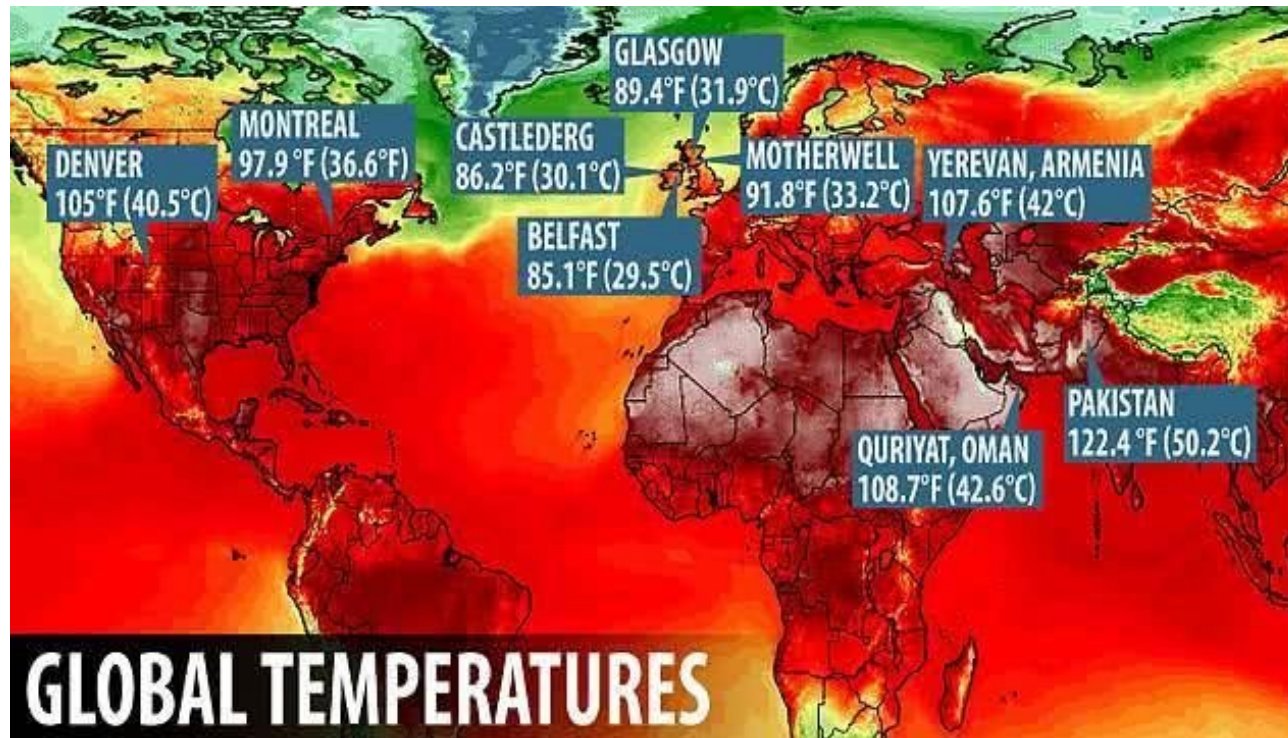 GLASGOW
89.4°F (31.9°C)
MONTREAL
97.9 °F (36.6°F)
CASTLEDERG
86.2°F (30.1°C)
DENVER
105°F (40.5°C)
MOTHERWELL
91.8°F (33.2°C)
YEREVAN, ARMENIA
107.6°F (42°C)
BELFAST
85.1°F (29.5°C)
PAKISTAN
122.4 °F (50.2°C)
QURIYAT, OMAN
108.7°F (42.6°C)
GLOBAL TEMPERATURES